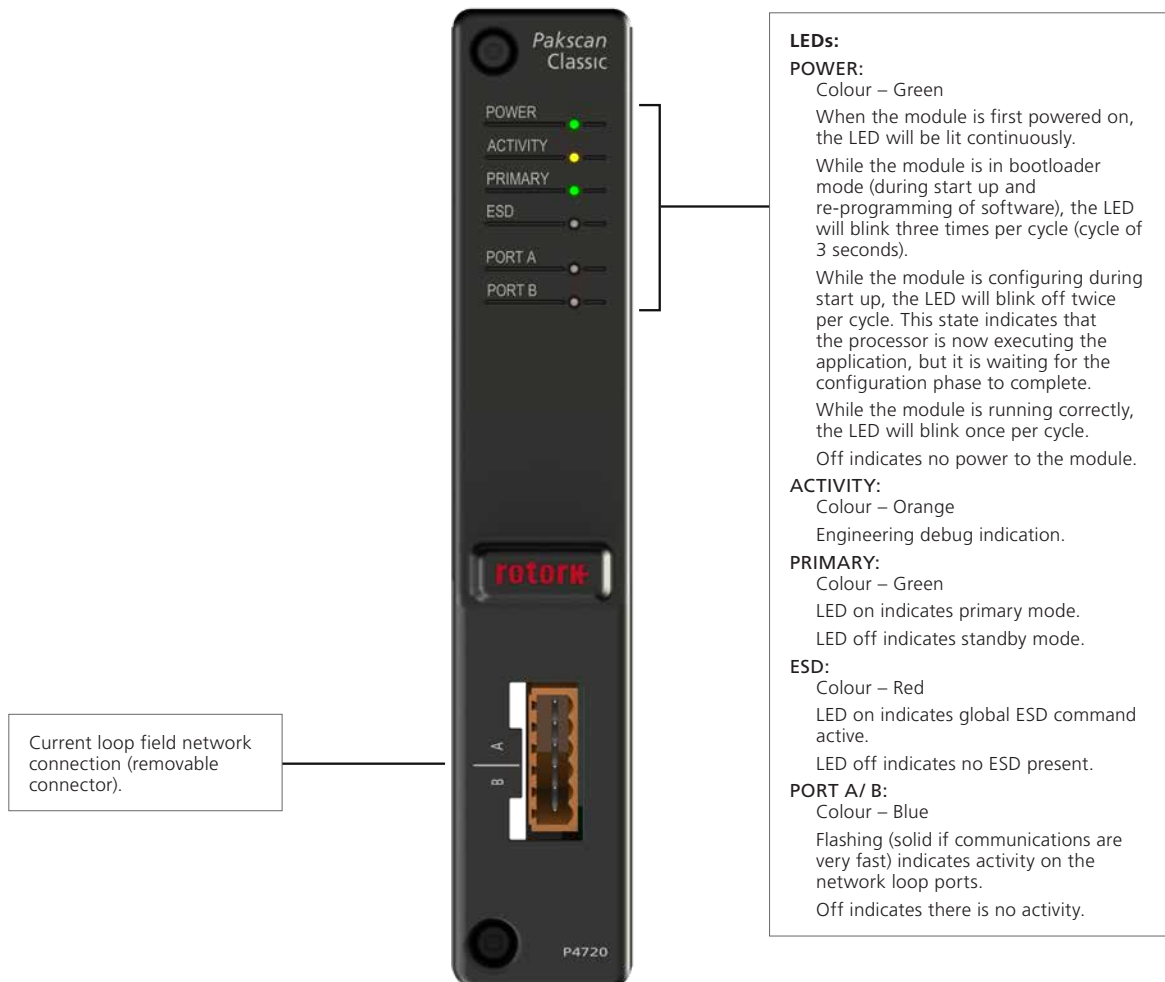 Pakscan
Classic
POWER
ACTIVITY
PRIMARY
ESD
PORT A
PORT B
rotork
A
B
P4720
Current loop field network
connection (removable
connector).
LEDs:
POWER:
Colour – Green
When the module is first powered on,
the LED will be lit continuously.
While the module is in bootloader
mode (during start up and
re-programming of software), the LED
will blink three times per cycle (cycle of
3 seconds).
While the module is configuring during
start up, the LED will blink off twice
per cycle. This state indicates that
the processor is now executing the
application, but it is waiting for the
configuration phase to complete.
While the module is running correctly,
the LED will blink once per cycle.
Off indicates no power to the module.
ACTIVITY:
Colour – Orange
Engineering debug indication.
PRIMARY:
Colour – Green
LED on indicates primary mode.
LED off indicates standby mode.
ESD:
Colour – Red
LED on indicates global ESD command
active.
LED off indicates no ESD present.
PORT A/ B:
Colour – Blue
Flashing (solid if communications are
very fast) indicates activity on the
network loop ports.
Off indicates there is no activity.